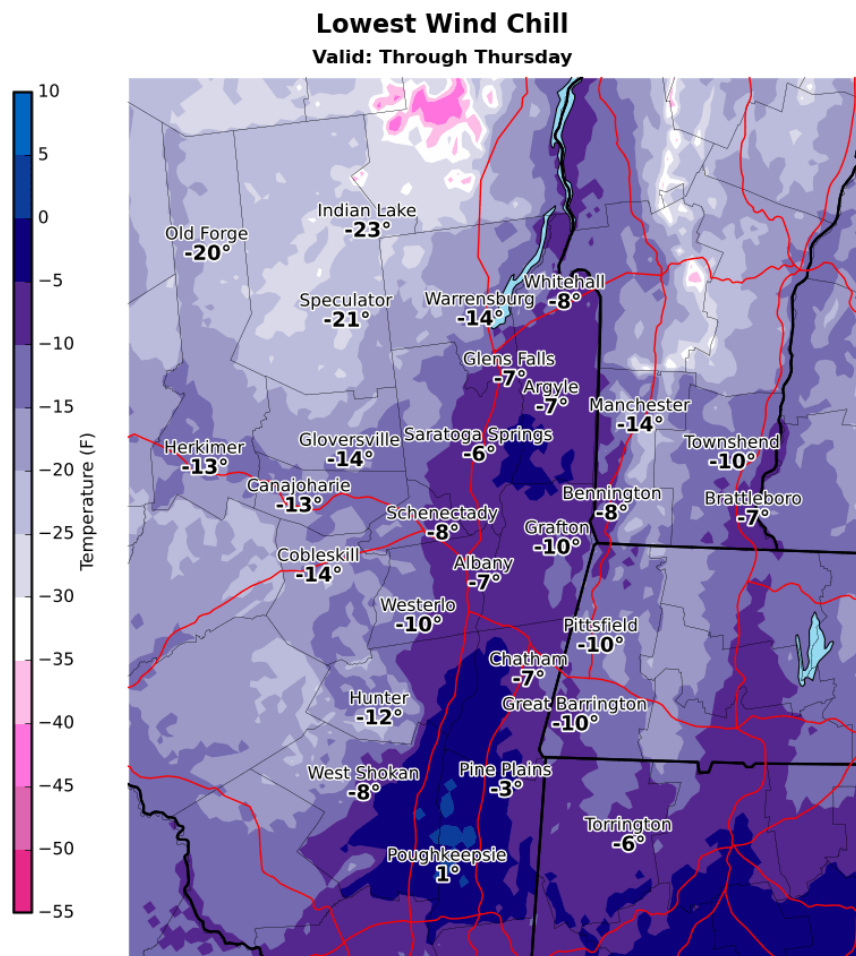 Lowest Wind Chill
Valid: Through Thursday
10
5
0
−5
−10
−15
−20
−25
−30
−35
−40
−45
−50
−55
Temperature (F)
Indian Lake
-23°
Old Forge
-20°
Whitehall
-8°
Speculator
-21°
Warrensburg
-14°
Glens Falls
-7°
Argyle
-7°
Manchester
-14°
Saratoga Springs
-6°
Gloversville
-14°
Herkimer
-13°
Townshend
-10°
Canajoharie
-13°
Bennington
-8°
Brattleboro
-7°
Schenectady
-8°
Grafton
-10°
Cobleskill
-14°
Albany
-7°
Westerlo
-10°
Pittsfield
-10°
Chatham
-7°
Hunter
-12°
Great Barrington
-10°
West Shokan
-8°
Pine Plains
-3°
Torrington
-6°
Poughkeepsie
1°